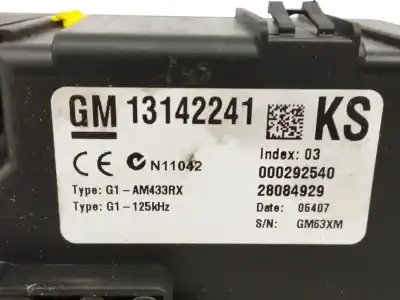 GM 13142241 KS
CE N11042
Index: 03
000292540
Type: G1-AM433RX 28084929
Type: G1-125kHz Date: 06407
S/N: GM63XM